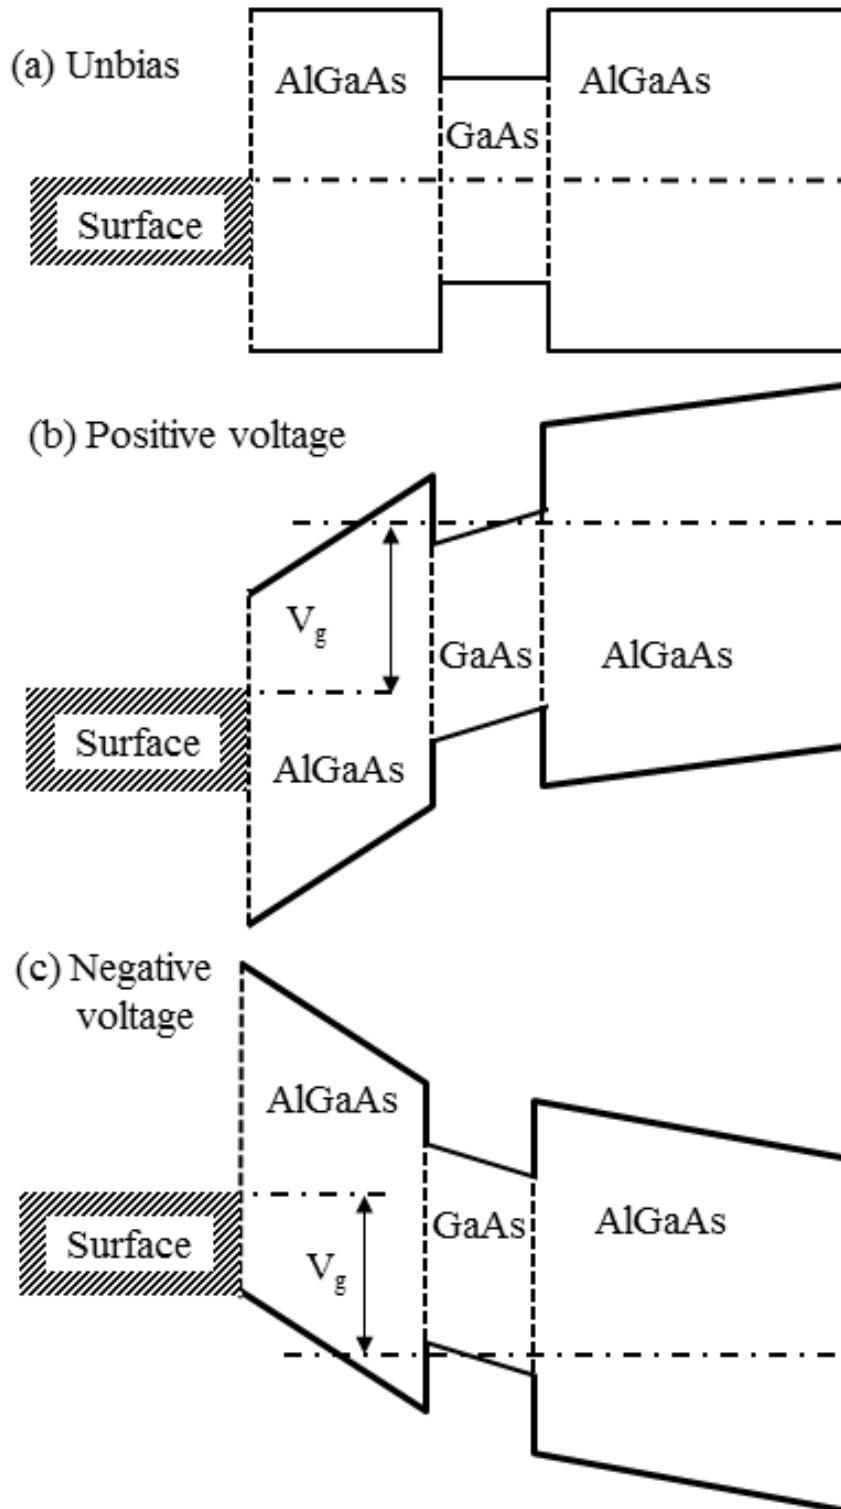 (a) Unbias
AlGaAs
AlGaAs
GaAs
Surface
(b) Positive voltage
Vg
GaAs
AlGaAs
Surface
AlGaAs
(c) Negative
voltage
AlGaAs
GaAs
AlGaAs
Surface
Vg